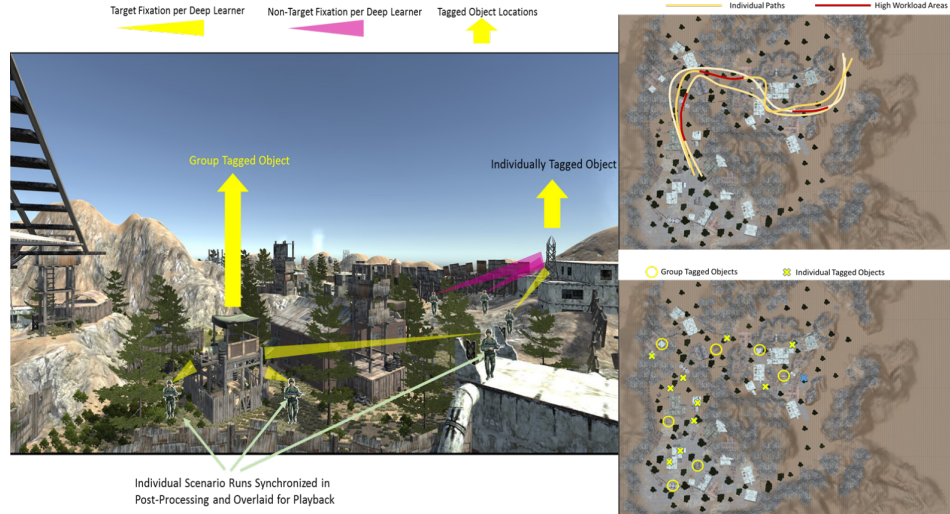 Target Fixation per Deep Learner
Non-Target Fixation per Deep Learner
Tagged Object Locations
Individual Paths
High Workload Areas
Group Tagged Object
Individually Tagged Object
Group Tagged Objects
Individual Tagged Objects
Individual Scenario Runs Synchronized in
Post-Processing and Overlaid for Playback